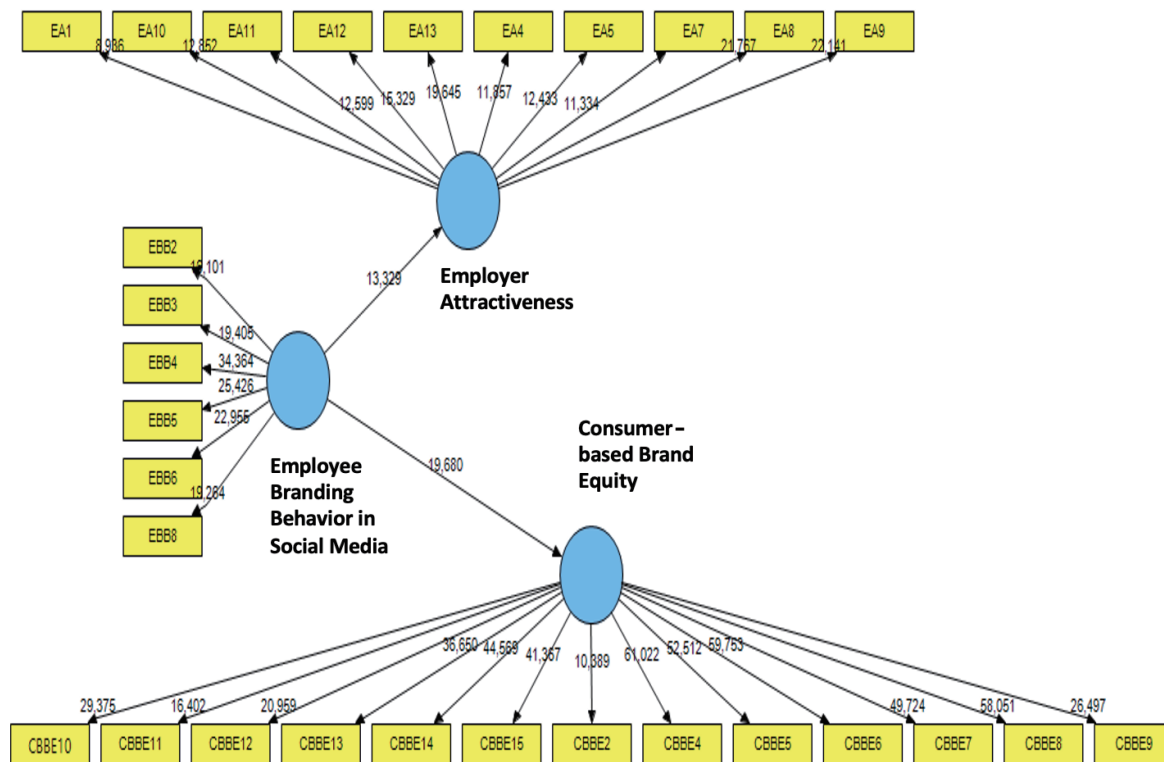 EA1 EA10 EA11 EA12 EA13 EA4 EA5 EA7 EA8 EA9
8,936 12,852 21,767 22,141
12,599 15,329 19,645 11,857 12,433 11,334
EBB2
EBB3
EBB4
EBB5
EBB6
EBB8
19,405
34,364
25,426
22,955
13,329
Employer
Attractiveness
Employee
Branding
Behavior in
Social Media
19,680
Consumer-
based Brand
Equity
36,650 44,569 41,367 10,389 61,022 52,512 59,753
29,375 16,402 20,959 49,724 58,051 26,497
CBBE10 CBBE11 CBBE12 CBBE13 CBBE14 CBBE15 CBBE2 CBBE4 CBBE5 CBBE6 CBBE7 CBBE8 CBBE9